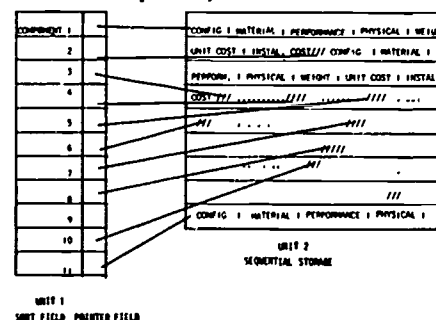 COMPONENT 1
2
3
4
5
6
7
8
9
10
11
CONFIG | MATERIAL | PERFORMANCE | PHYSICAL |
UNIT COST | INSTAL. COST/// CONFIG | MATERIAL |
PERFORM. | PHYSICAL | WEIGHT | UNIT COST | INSTAL
COST /// ........//// ........//// ....
/// .... ////
/////
.. .. ///
///
CONFIG | MATERIAL | PERFORMANCE | PHYSICAL |
UNIT 2
SEQUENTIAL STORAGE
UNIT 1
SORT FIELD POINTER FIELD